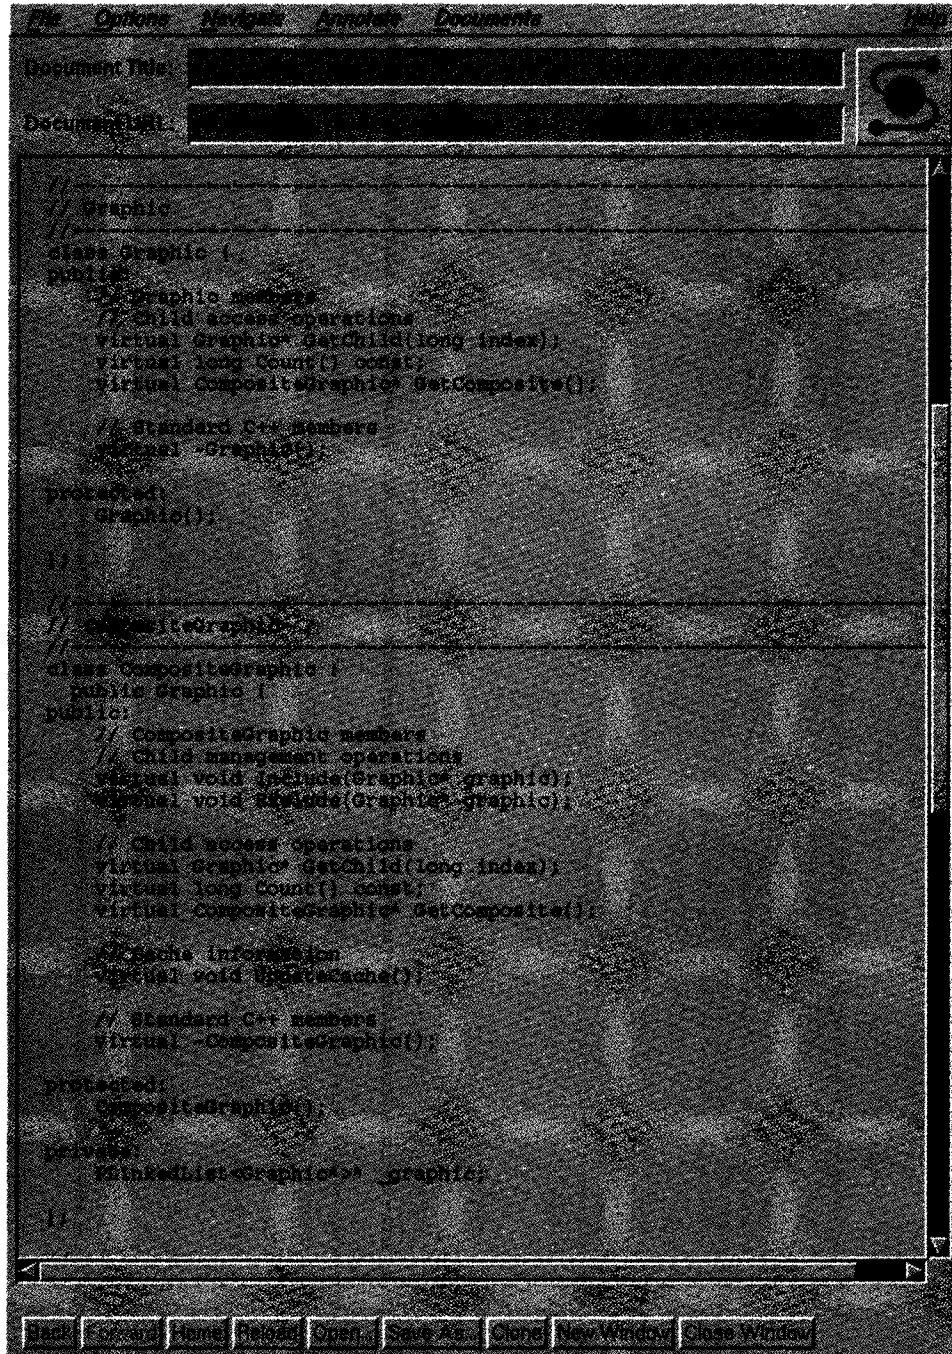 File Options Navigate Annotate Documents Help
Document Title:
Document URL:
//------------------------------------------------------------
// Graphic
//------------------------------------------------------------
class Graphic {
public:
// Graphic members
// Child access operations
virtual Graphic* GetChild(long index);
virtual long Count() const;
virtual CompositeGraphic* GetComposite();
// Standard C++ members
virtual ~Graphic();
protected:
Graphic();
};
//------------------------------------------------------------
// CompositeGraphic
//------------------------------------------------------------
class CompositeGraphic :
public Graphic {
public:
// CompositeGraphic members
// Child management operations
virtual void Include(Graphic* graphic);
virtual void Exclude(Graphic* graphic);
// Child access operations
virtual Graphic* GetChild(long index);
virtual long Count() const;
virtual CompositeGraphic* GetComposite();
// Cache information
virtual void UpdateCache();
// Standard C++ members
virtual ~CompositeGraphic();
protected:
CompositeGraphic();
private:
_graphic;
};
Back Forward Home Reload Open... Save As... Clone New Window Close Window